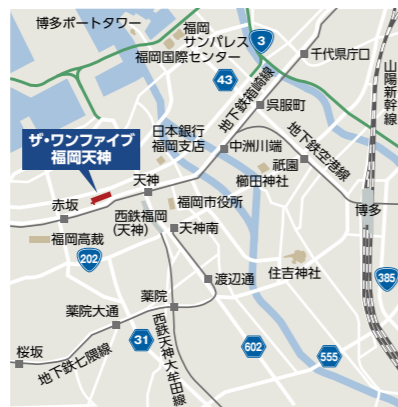 博多ポートタワー
福岡
サンパレス
福岡国際センター
3
千代県庁口
山陽新幹線
43
地下鉄箱崎線
呉服町
日本銀行
福岡支店
中洲川端
地下鉄空港線
祇園
櫛田神社
ザ・ワンファイブ
福岡天神
天神
赤坂
西鉄福岡
(天神)
福岡市役所
博多
福岡高裁
天神南
202
住吉神社
渡辺通
385
薬院
薬院大通
31
西鉄天神大牟田線
602
555
桜坂
地下鉄七隈線